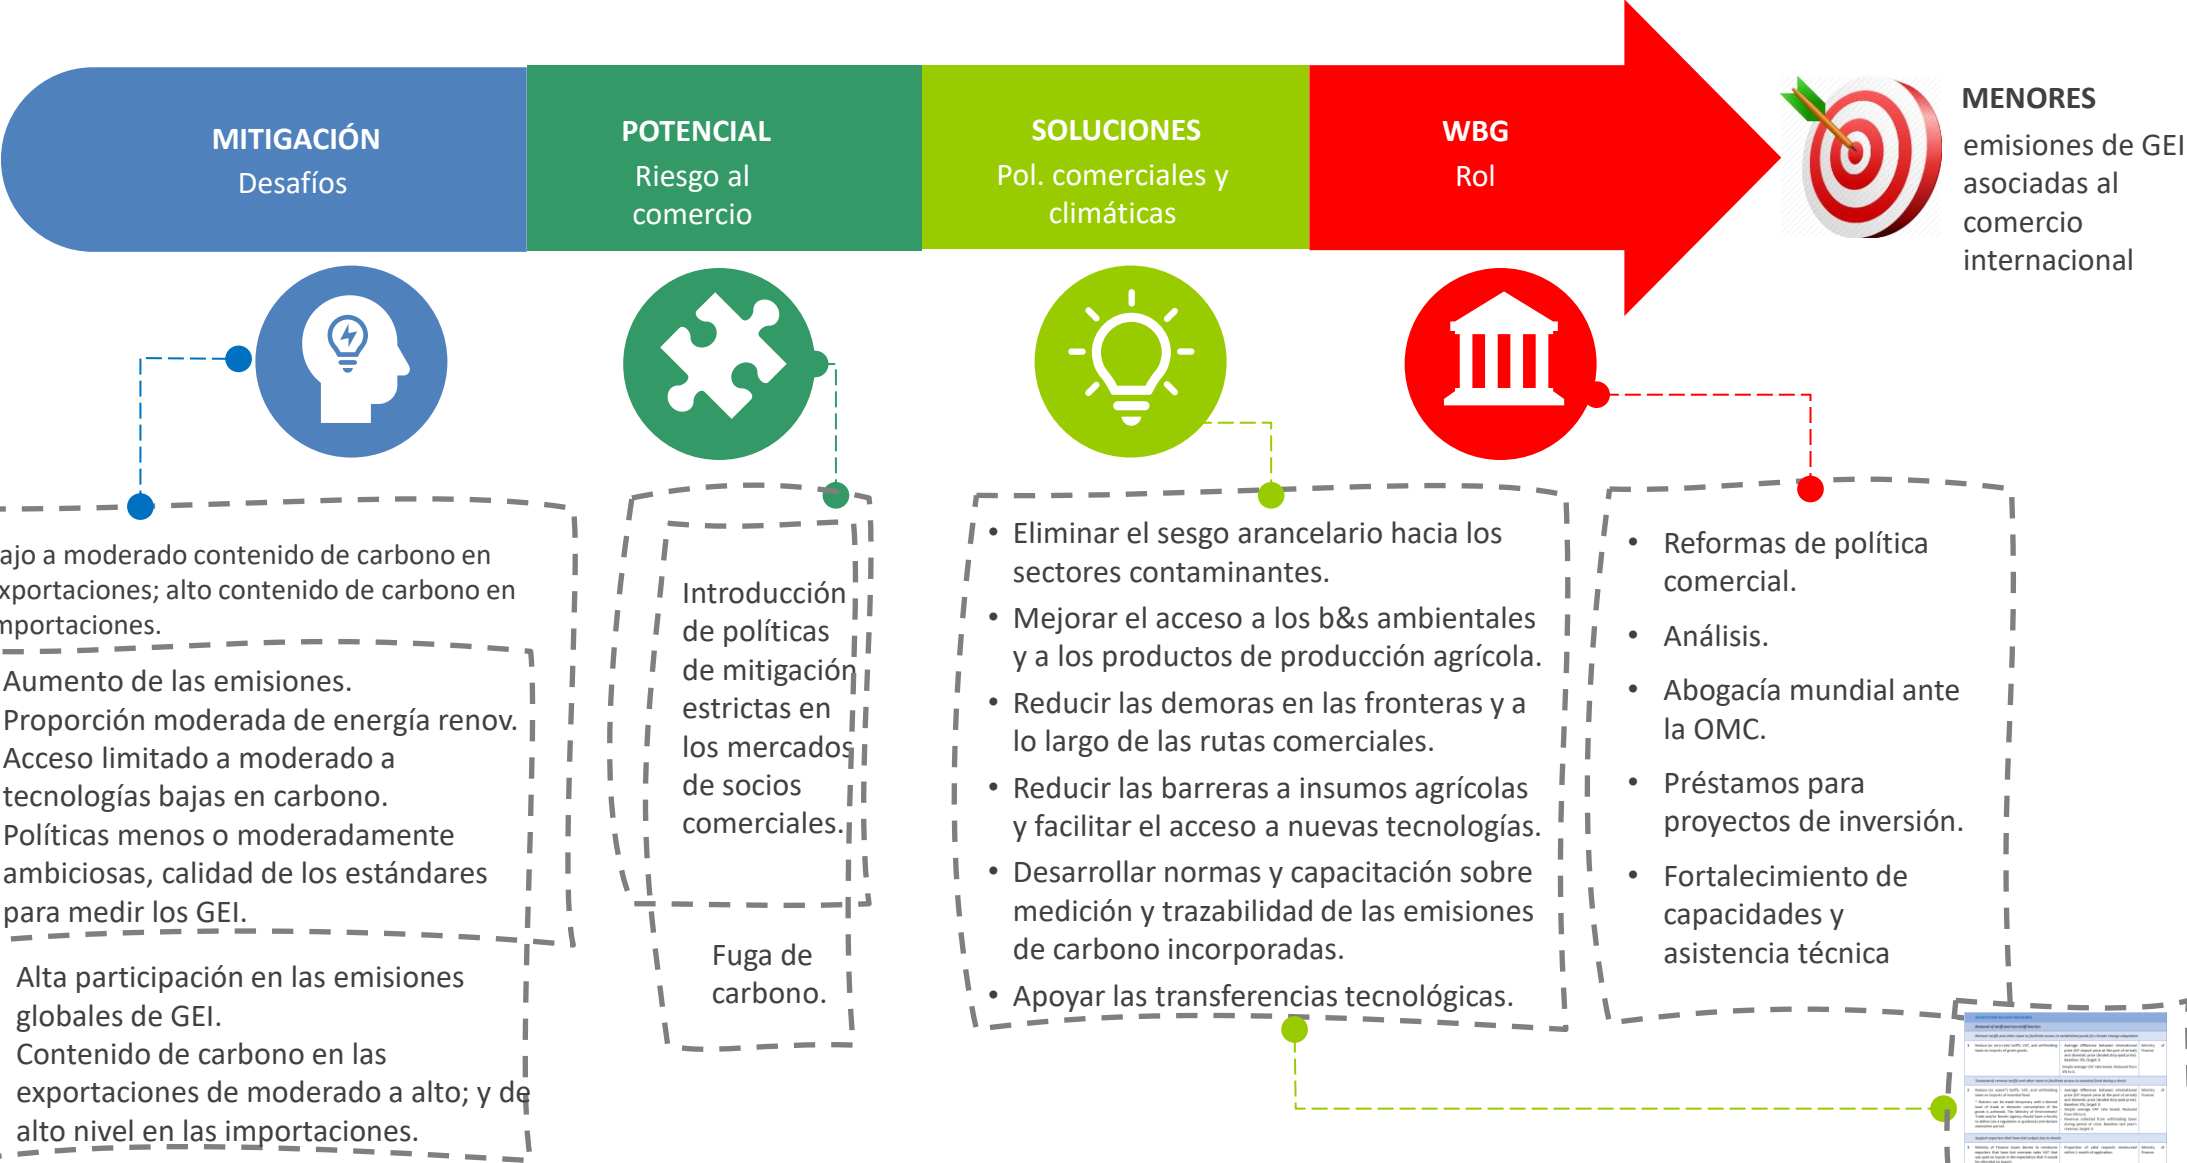 MITIGACIÓN
Desafíos
POTENCIAL
Riesgo al
comercio
SOLUCIONES
Pol. comerciales y
climáticas
WBG
Rol
MENORES
emisiones de GEI
asociadas al
comercio
internacional
ajo a moderado contenido de carbono en
xportaciones; alto contenido de carbono en
mportaciones.
Aumento de las emisiones.
Proporción moderada de energía renov.
Acceso limitado a moderado a
tecnologías bajas en carbono.
Políticas menos o moderadamente
ambiciosas, calidad de los estándares
para medir los GEI.
Alta participación en las emisiones
globales de GEI.
Contenido de carbono en las
exportaciones de moderado a alto; y de
alto nivel en las importaciones.
Introducción
de políticas
de mitigación
estrictas en
los mercados
de socios
comerciales.
Fuga de
carbono.
• Eliminar el sesgo arancelario hacia los
sectores contaminantes.
• Mejorar el acceso a los b&s ambientales
y a los productos de producción agrícola.
• Reducir las demoras en las fronteras y a
lo largo de las rutas comerciales.
• Reducir las barreras a insumos agrícolas
y facilitar el acceso a nuevas tecnologías.
• Desarrollar normas y capacitación sobre
medición y trazabilidad de las emisiones
de carbono incorporadas.
• Apoyar las transferencias tecnológicas.
• Reformas de política
comercial.
• Análisis.
• Abogacía mundial ante
la OMC.
• Préstamos para
proyectos de inversión.
• Fortalecimiento de
capacidades y
asistencia técnica